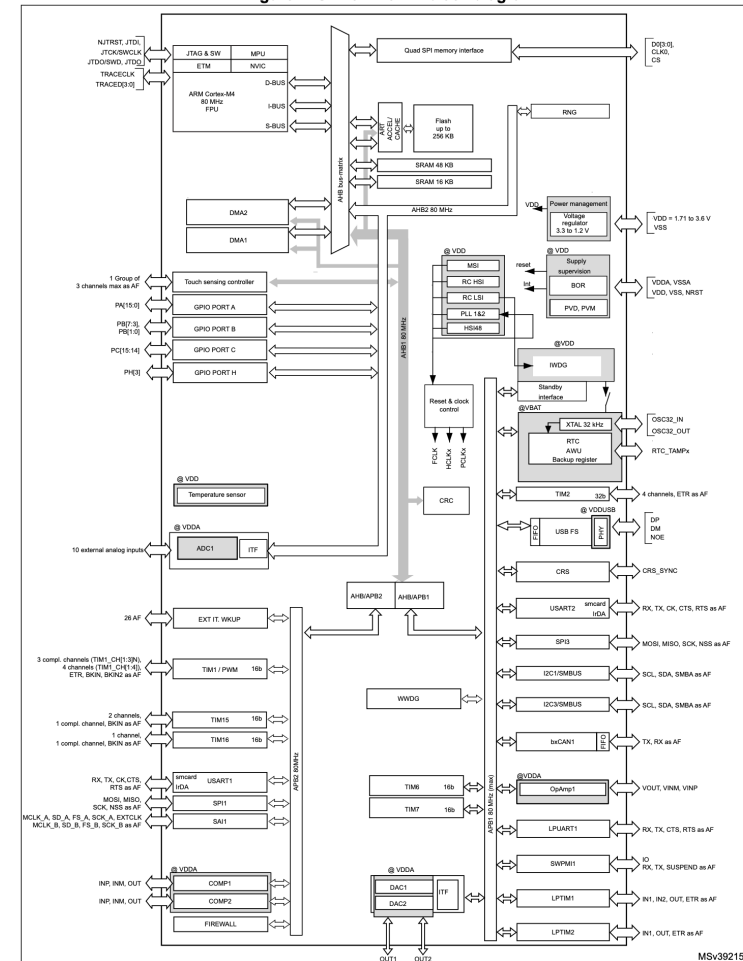 NJTRST, JTDI,
JTCK/SWCLK
JTDO/SWD, JTDO
TRACECLK
TRACED[3:0]
JTAG & SW
MPU
ETM
NVIC
ARM Cortex-M4
80 MHz
FPU
D-BUS
I-BUS
S-BUS
AHB bus-matrix
Quad SPI memory interface
D0[3:0],
CLK0,
CS
ART
ACCEL/
CACHE
Flash
up to
256 KB
RNG
SRAM 48 KB
SRAM 16 KB
AHB2 80 MHz
DMA2
DMA1
VDD
Power management
Voltage
regulator
3.3 to 1.2 V
VDD = 1.71 to 3.6 V
VSS
@ VDD
MSI
RC HSI
RC LSI
PLL 1&2
HSI48
@ VDD
reset
Int
Supply
supervision
BOR
PVD, PVM
VDDA, VSSA
VDD, VSS, NRST
1 Group of
3 channels max as AF
Touch sensing controller
PA[15:0]
GPIO PORT A
PB[7:3],
PB[1:0]
GPIO PORT B
PC[15:14]
GPIO PORT C
PH[3]
GPIO PORT H
AHB1 80 MHz
@VDD
IWDG
Standby
interface
Reset & clock
control
FCLK
HCLKx
PCLKx
@VBAT
XTAL 32 kHz
RTC
AWU
Backup register
OSC32_IN
OSC32_OUT
RTC_TAMPx
@ VDD
Temperature sensor
CRC
TIM2
32b
4 channels, ETR as AF
@ VDDA
10 external analog inputs
ADC1
ITF
@ VDDUSB
FIFO
USB FS
PHY
DP
DM
NOE
CRS
CRS_SYNC
AHB/APB2
AHB/APB1
26 AF
EXT IT. WKUP
USART2
smcard
IrDA
RX, TX, CK, CTS, RTS as AF
SPI3
MOSI, MISO, SCK, NSS as AF
3 compl. channels (TIM1_CH[1:3]N),
4 channels (TIM1_CH[1:4]),
ETR, BKIN, BKIN2 as AF
TIM1 / PWM
16b
I2C1/SMBUS
SCL, SDA, SMBA as AF
WWDG
I2C3/SMBUS
SCL, SDA, SMBA as AF
2 channels,
1 compl. channel, BKIN as AF
TIM15
16b
1 channel,
1 compl. channel, BKIN as AF
TIM16
16b
bxCAN1
FIFO
TX, RX as AF
APB2 80MHz
APB1 80 MHz (max)
RX, TX, CK,CTS,
RTS as AF
smcard
IrDA
USART1
TIM6
16b
TIM7
16b
@VDDA
OpAmp1
VOUT, VINM, VINP
MOSI, MISO,
SCK, NSS as AF
SPI1
MCLK_A, SD_A, FS_A, SCK_A, EXTCLK
MCLK_B, SD_B, FS_B, SCK_B as AF
SAI1
LPUART1
RX, TX, CTS, RTS as AF
SWPMI1
IO
RX, TX, SUSPEND as AF
@ VDDA
INP, INM, OUT
COMP1
INP, INM, OUT
COMP2
FIREWALL
@ VDDA
DAC1
DAC2
ITF
OUT1
OUT2
LPTIM1
IN1, IN2, OUT, ETR as AF
LPTIM2
IN1, OUT, ETR as AF
MSv39215